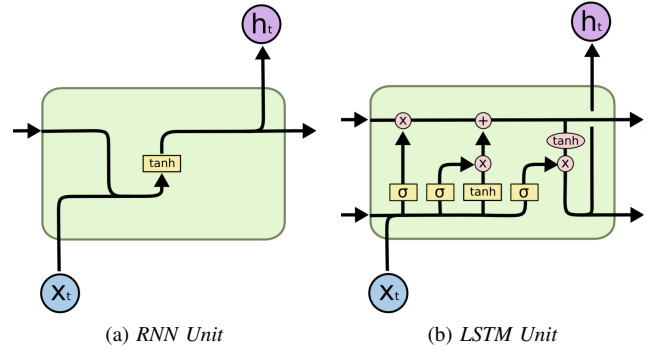 hₜ hₜ
x +
tanh
tanh x x
σ σ tanh σ
xₜ xₜ
(a) RNN Unit (b) LSTM Unit